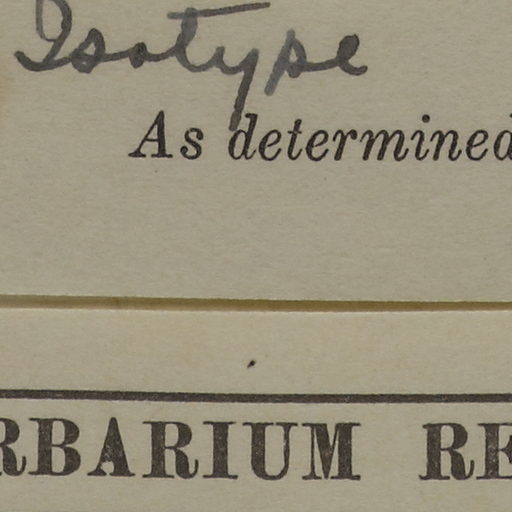 Isotype
As determined
RBARIUM RE